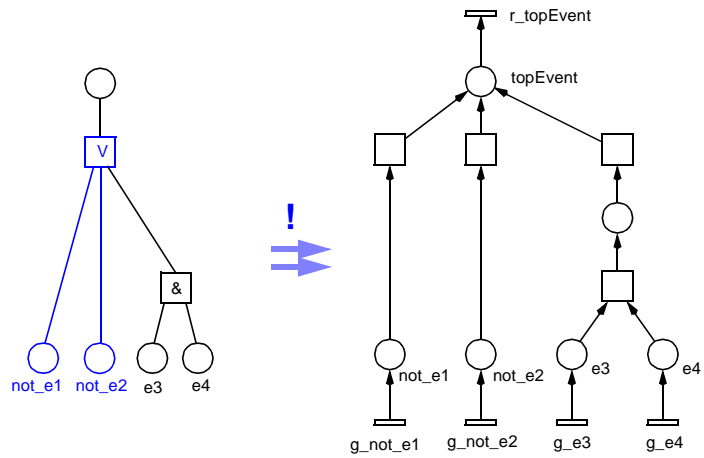 r_topEvent
topEvent
V
!
&
not_e1
not_e2
e3
e4
not_e1
not_e2
e3
e4
g_not_e1
g_not_e2
g_e3
g_e4